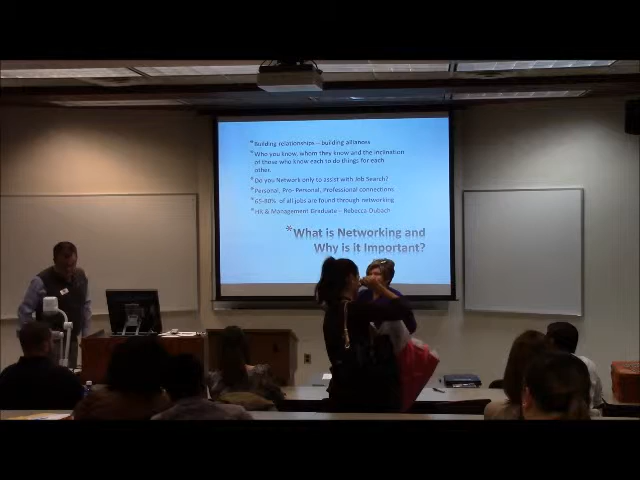 * Building relationships – building alliances
* Who you know, whom they know and the inclination
of those who know each to do things for each
other.
* Do you Network only to assist with Job Search?
* Personal, Pro- Personal, Professional connections
* 65-80% of all jobs are found through networking
* HR & Management Graduate – Rebecca Dubach
*What is Networking and
Why is it Important?